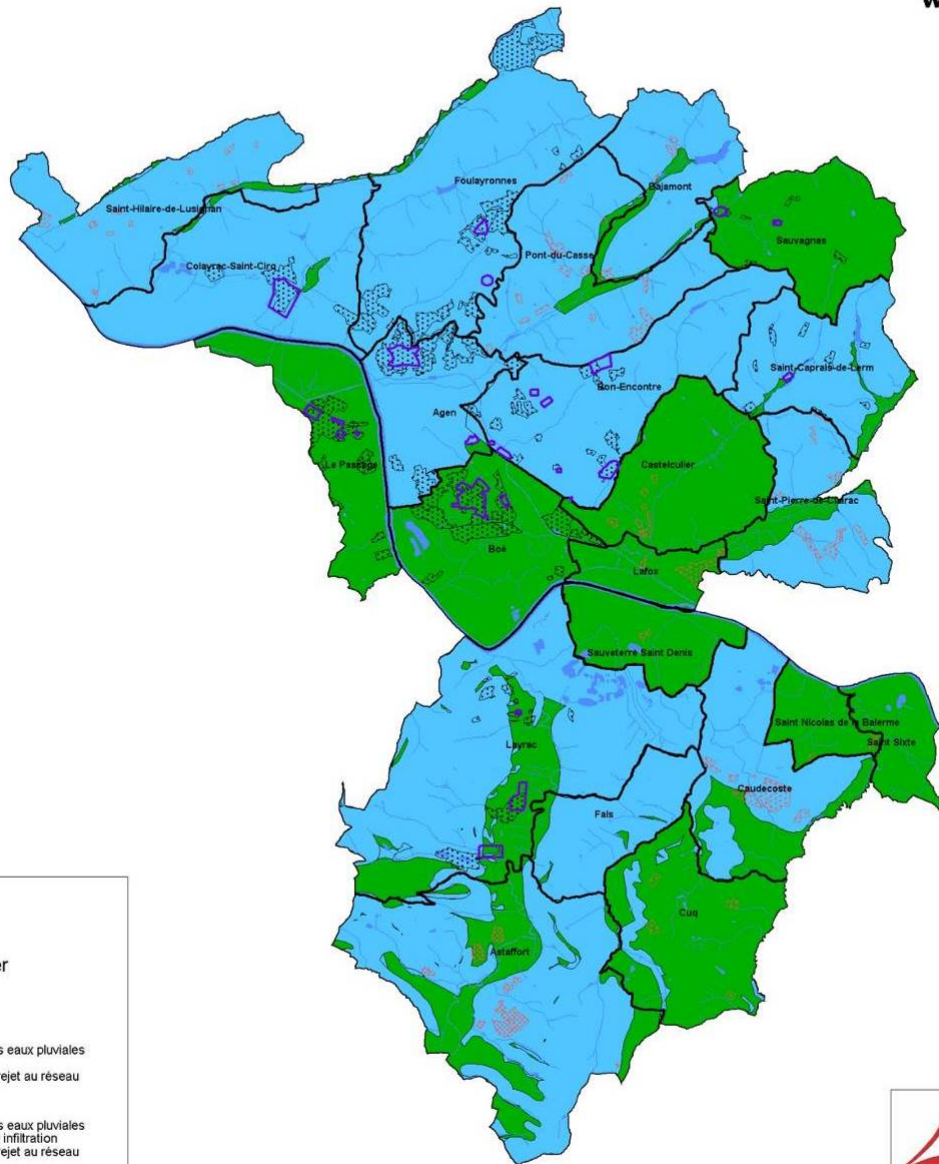 Foulayronnes
Bajamont
Saint-Hilaire-de-Lusignan
Sauvagnas
Pont-du-Casse
Colayrac-Saint-Cirq
Saint-Caprais-de-Lerm
Bon-Encontre
Agen
Le Passage
Castelculier
Saint-Pierre-de-Clairac
Boé
Lafox
Sauveterre Saint Denis
Saint Nicolas de la Balerme
Layrac
Saint Sixte
Caudecoste
Fals
Cuq
Astaffort
s eaux pluviales
rejet au réseau
s eaux pluviales
infiltration
rejet au réseau